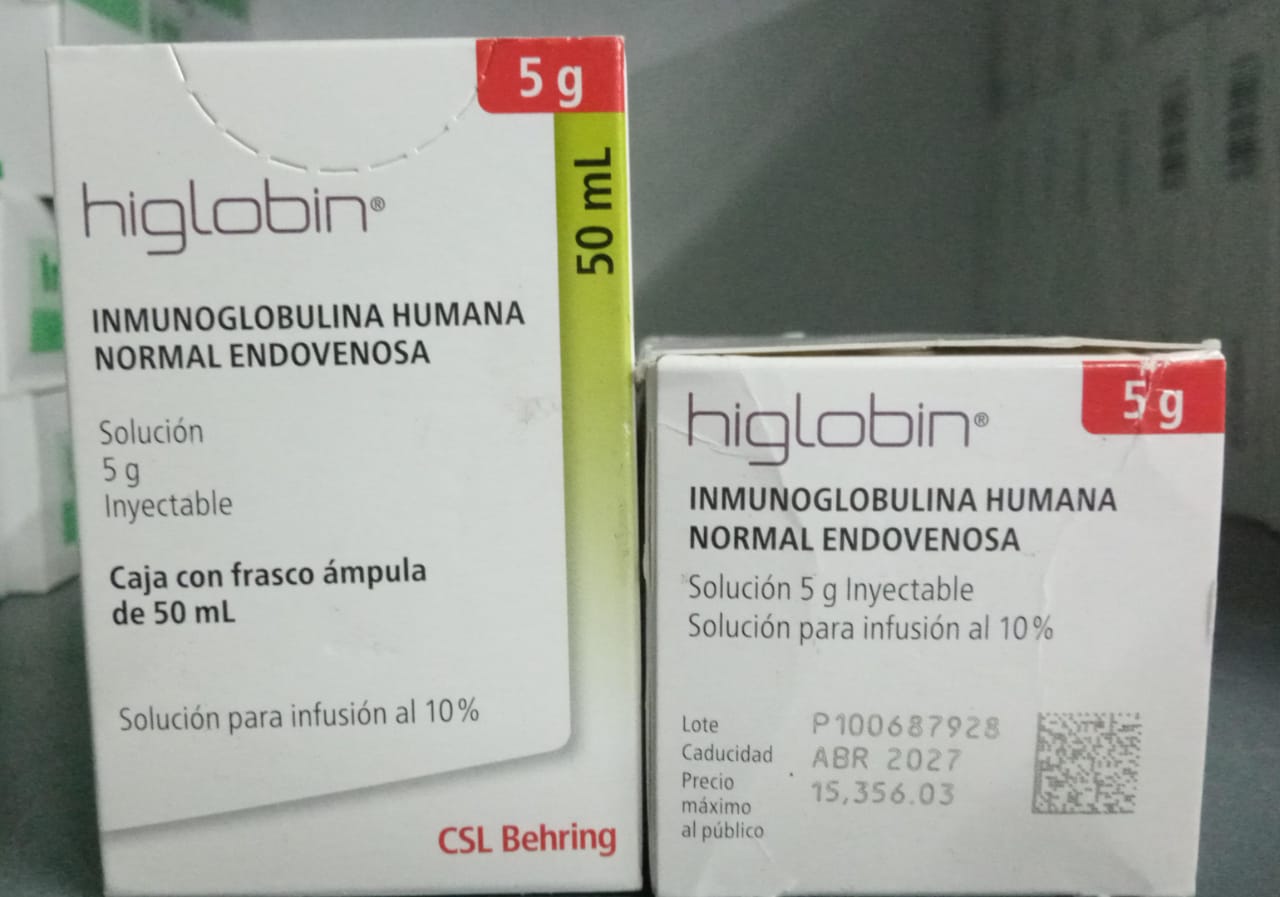 5 g
50 mL
higlobin®
INMUNOGLOBULINA HUMANA
NORMAL ENDOVENOSA
Solución
5 g
Inyectable
Caja con frasco ámpula
de 50 mL
Solución para infusión al 10%
CSL Behring
5 g
higlobin®
INMUNOGLOBULINA HUMANA
NORMAL ENDOVENOSA
Solución 5 g Inyectable
Solución para infusión al 10%
Lote P100687928
Caducidad ABR 2027
Precio 15,356.03
máximo
al público